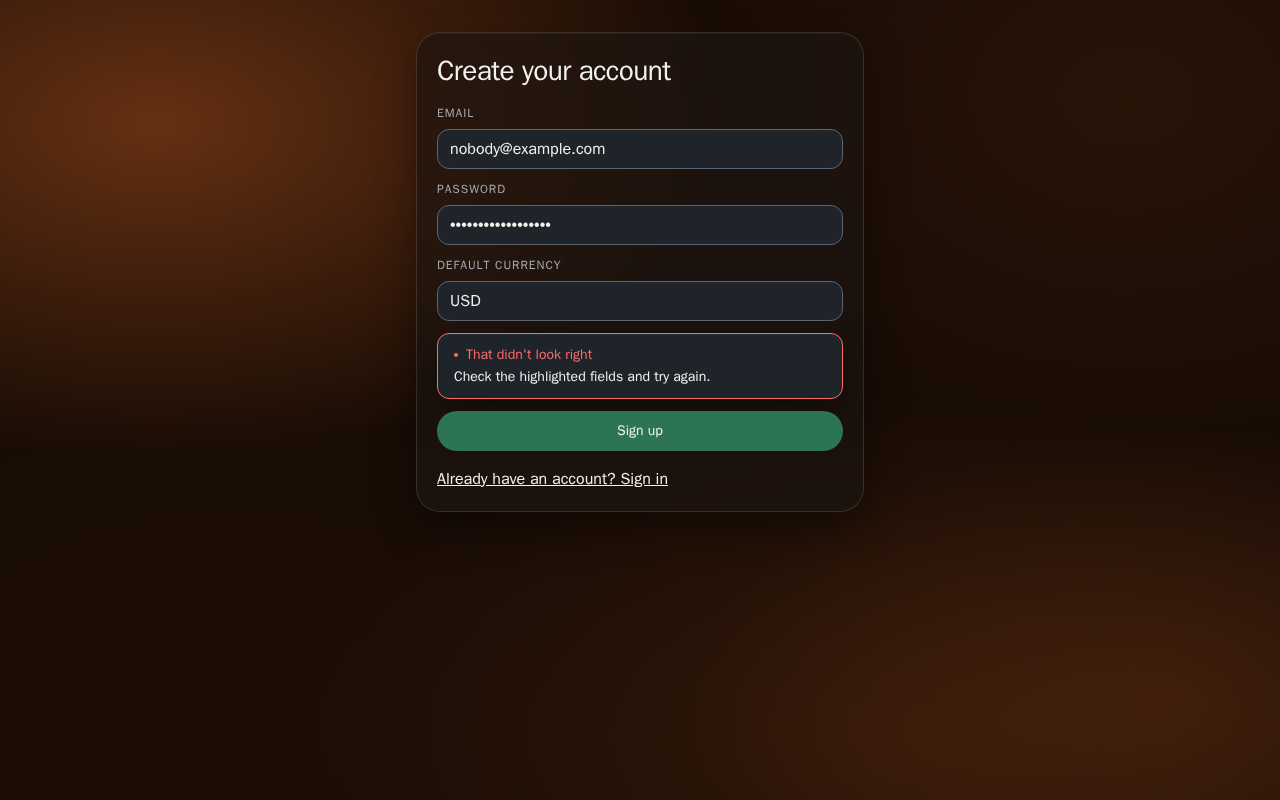 Create your account
EMAIL
nobody@example.com
PASSWORD
••••••••••••••••••
DEFAULT CURRENCY
USD
• That didn't look right
Check the highlighted fields and try again.
Sign up
Already have an account? Sign in